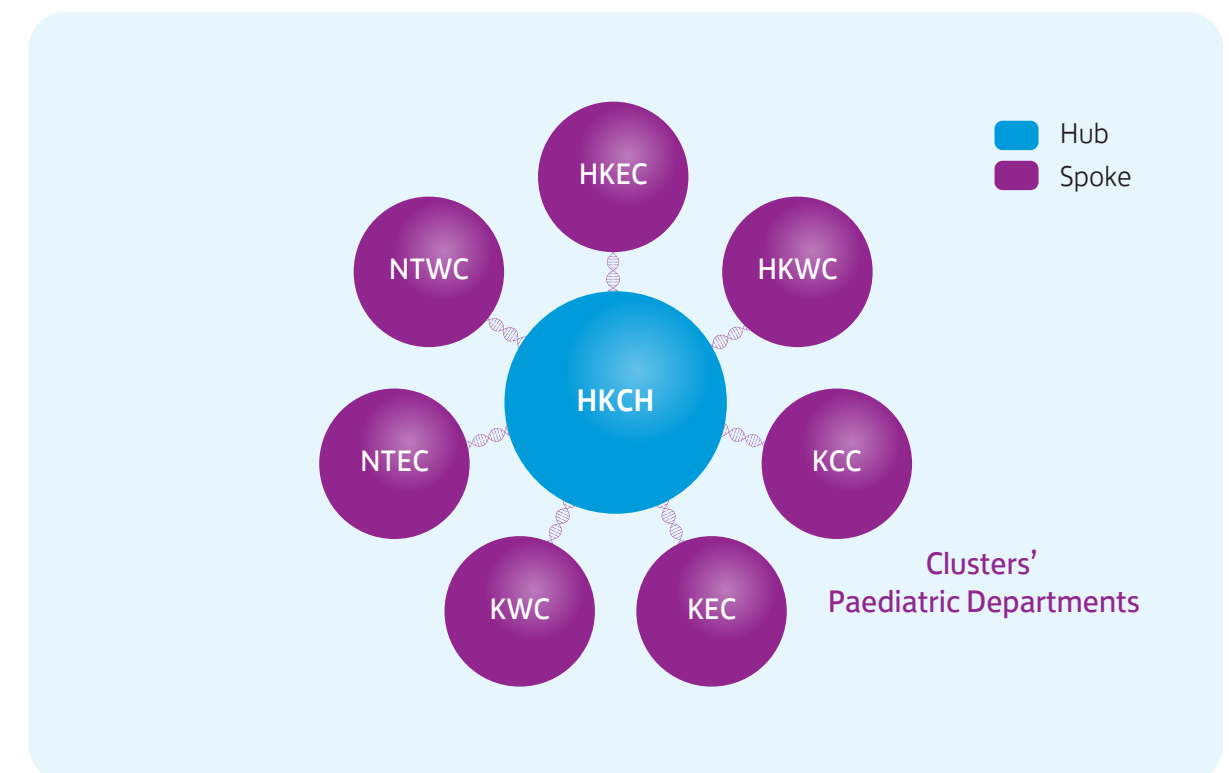 Hub
Spoke
HKEC
NTWC
HKWC
HKCH
NTEC
KCC
KWC
KEC
Clusters’
Paediatric Departments